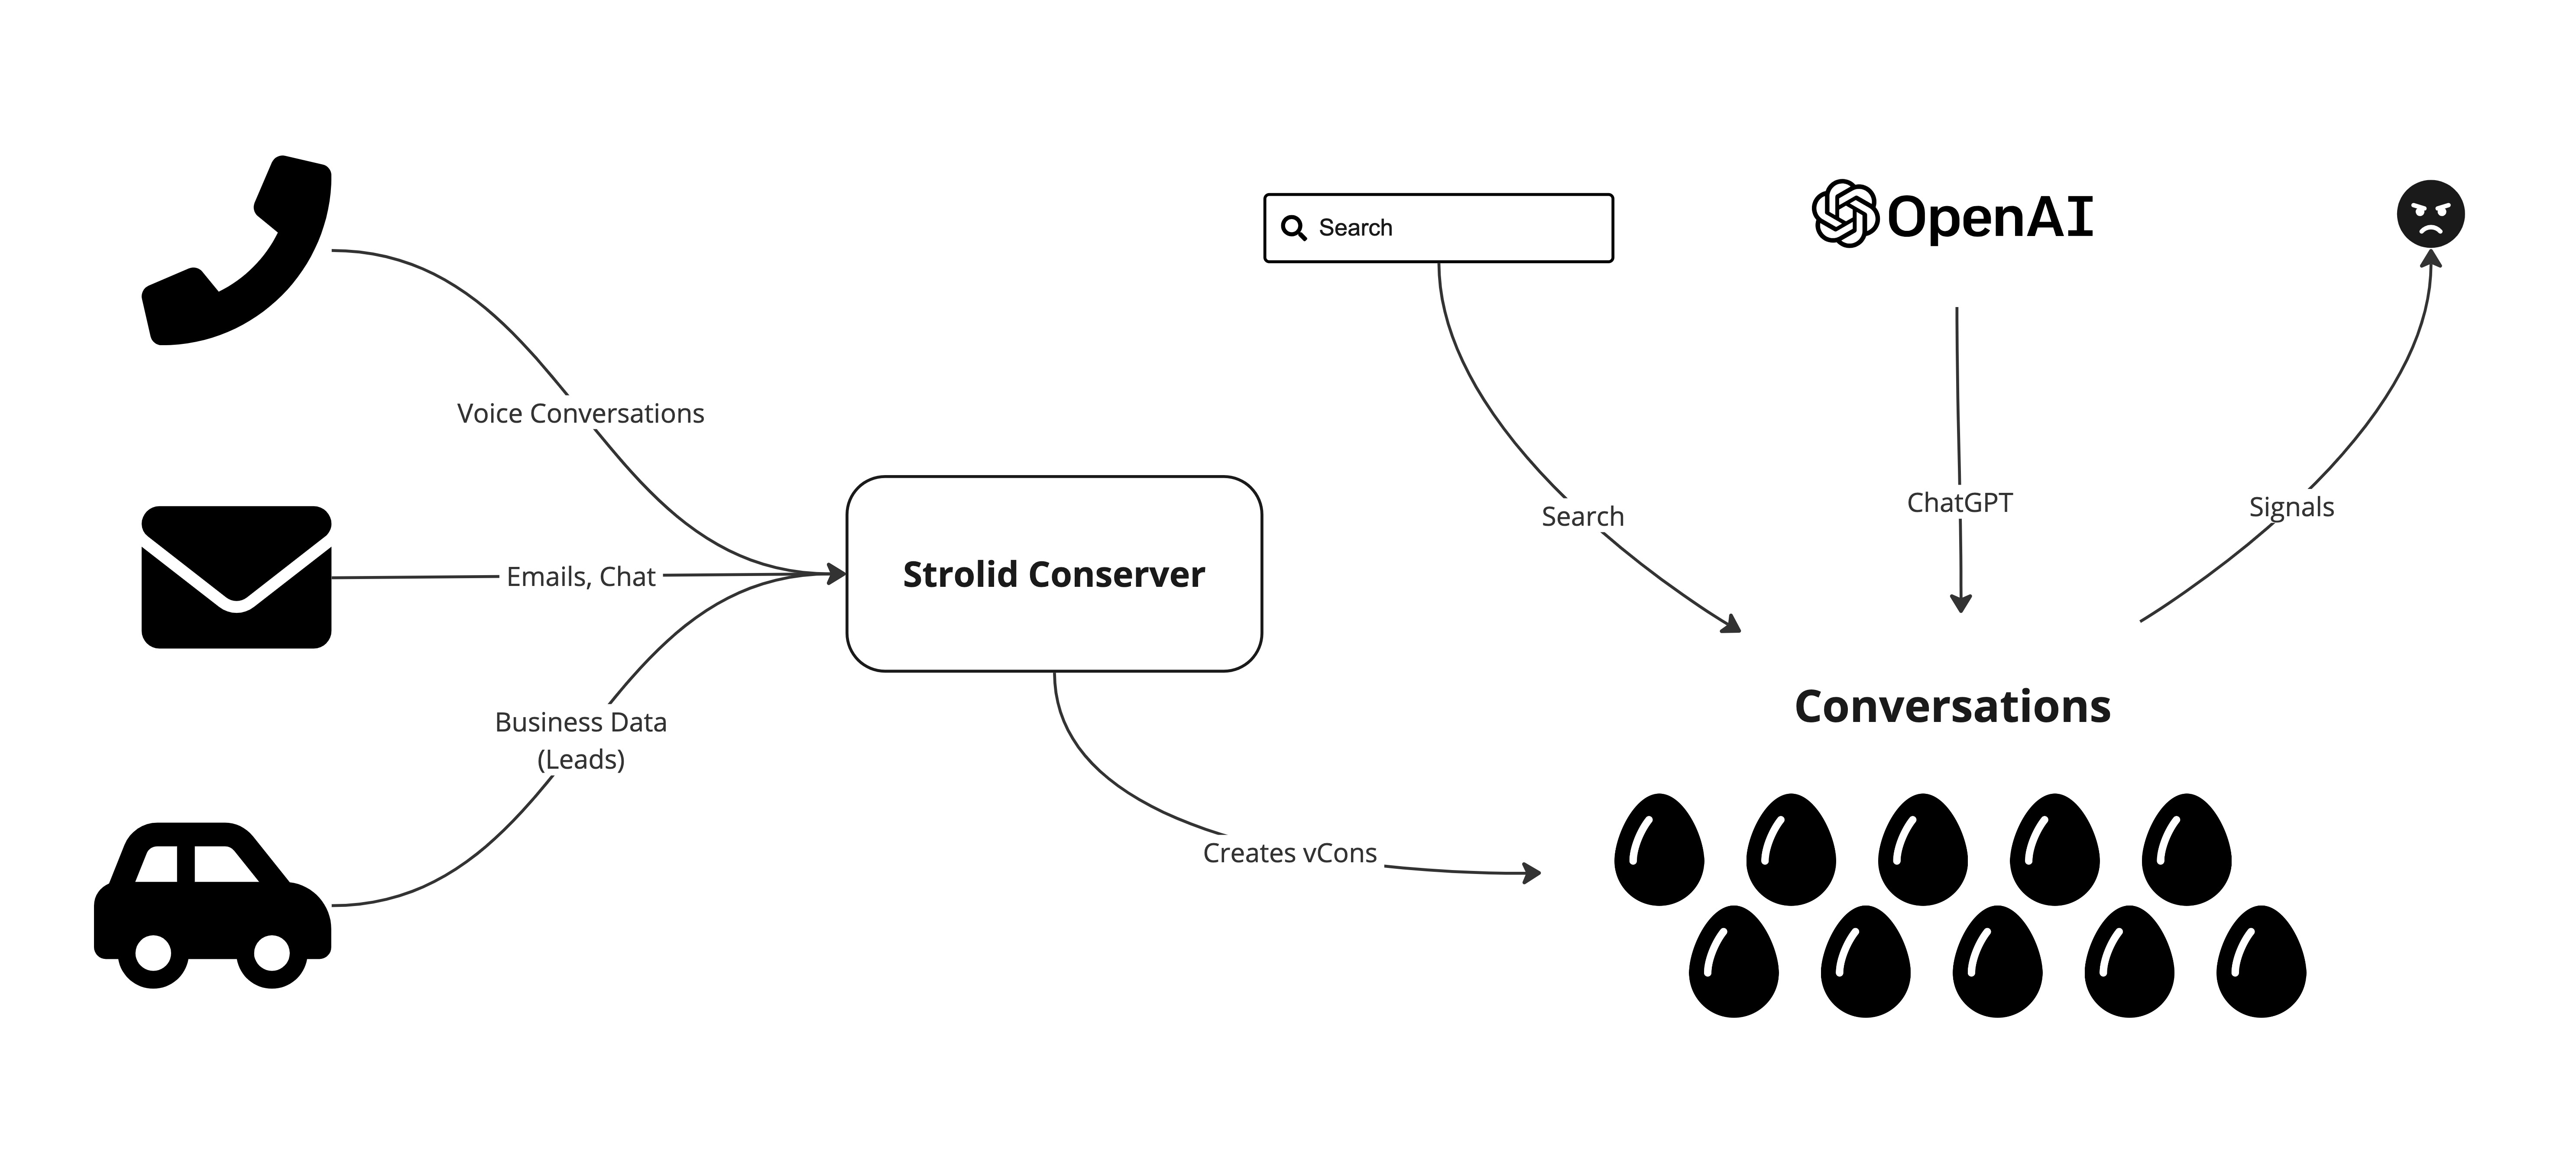 Voice Conversations
Emails, Chat
Business Data
(Leads)
Strolid Conserver
Creates vCons
Search
OpenAI
Search
ChatGPT
Signals
Conversations